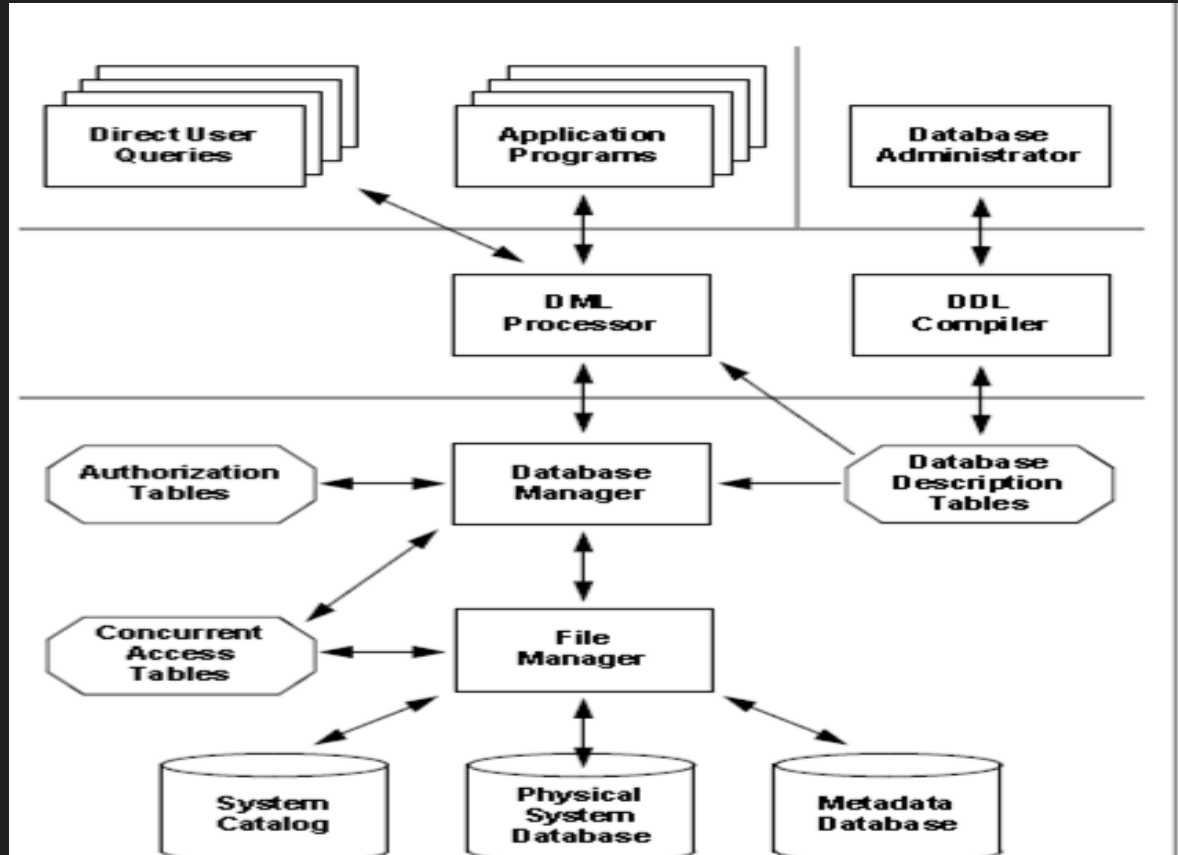 Direct User
Queries
Application
Programs
Database
Administrator
DML
Processor
DDL
Compiler
Authorization
Tables
Database
Manager
Database
Description
Tables
Concurrent
Access
Tables
File
Manager
System
Catalog
Physical
System
Database
Metadata
Database